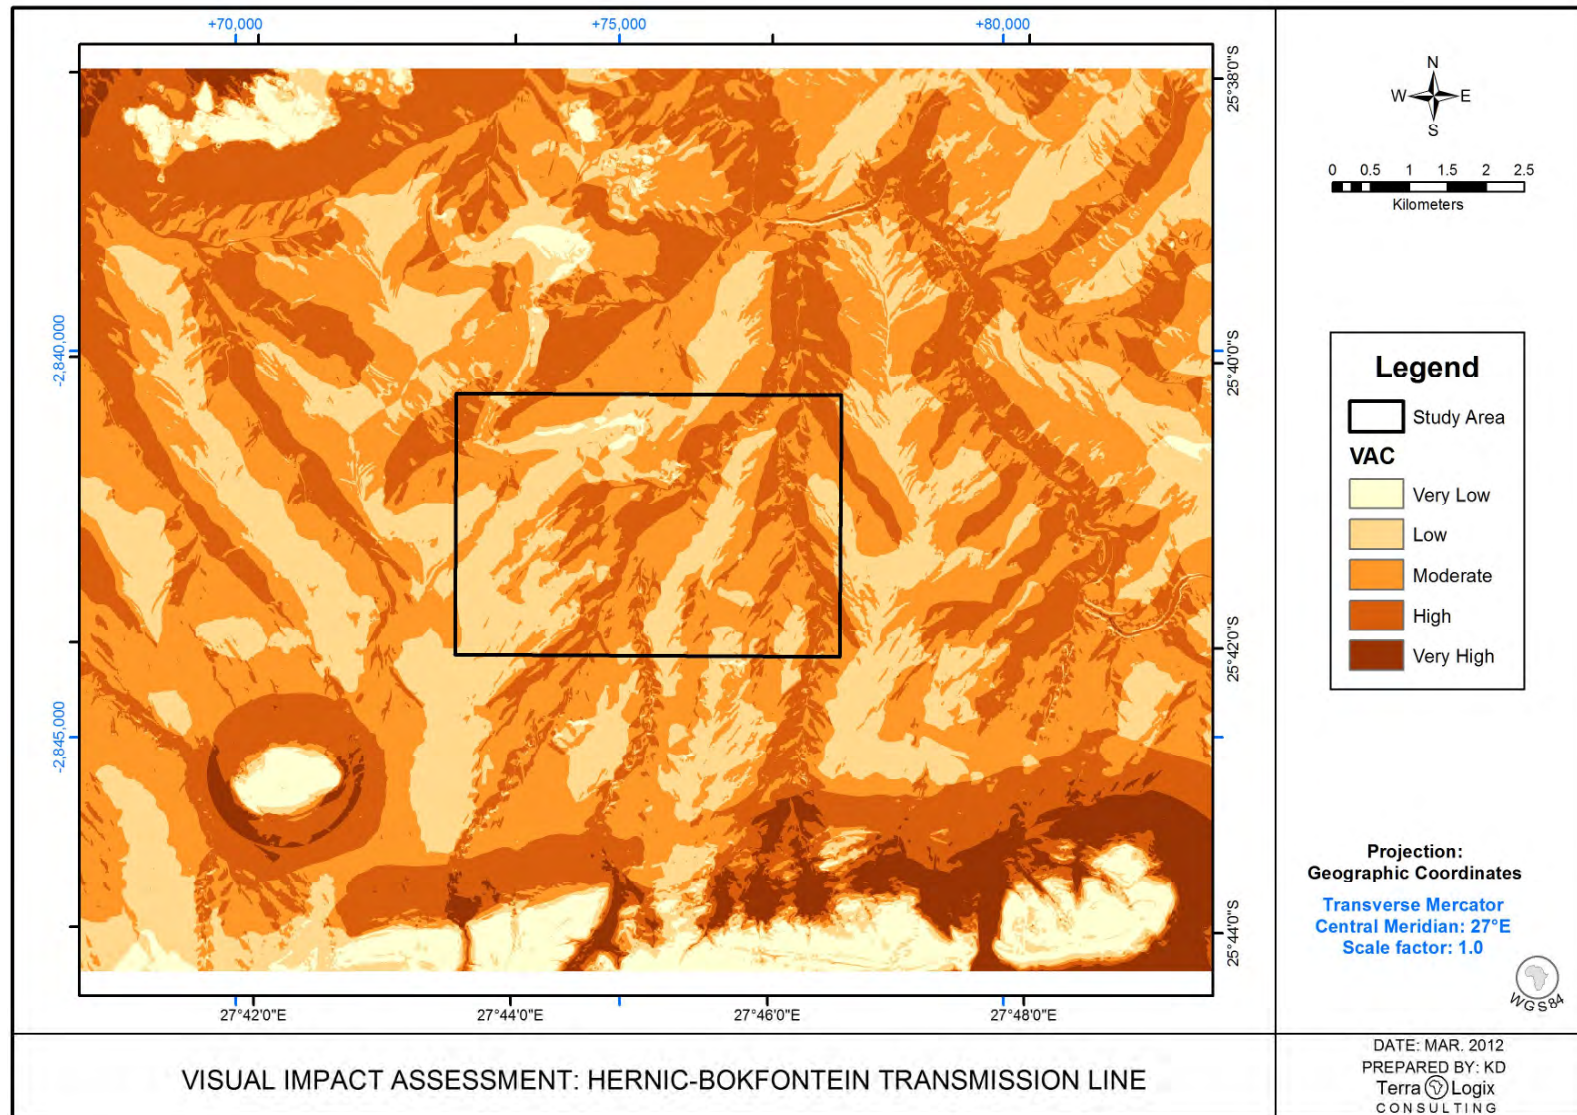 +70,000
+75,000
+80,000
25°38'0"S
25°40'0"S
25°42'0"S
25°44'0"S
-2,840,000
-2,845,000
27°42'0"E
27°44'0"E
27°46'0"E
27°48'0"E
N
W E
S
0 0.5 1 1.5 2 2.5
Kilometers
Legend
Study Area
VAC
Very Low
Low
Moderate
High
Very High
Projection:
Geographic Coordinates
Transverse Mercator
Central Meridian: 27°E
Scale factor: 1.0
WGS84
VISUAL IMPACT ASSESSMENT: HERNIC-BOKFONTEIN TRANSMISSION LINE
DATE: MAR. 2012
PREPARED BY: KD
Terra Logix
CONSULTING